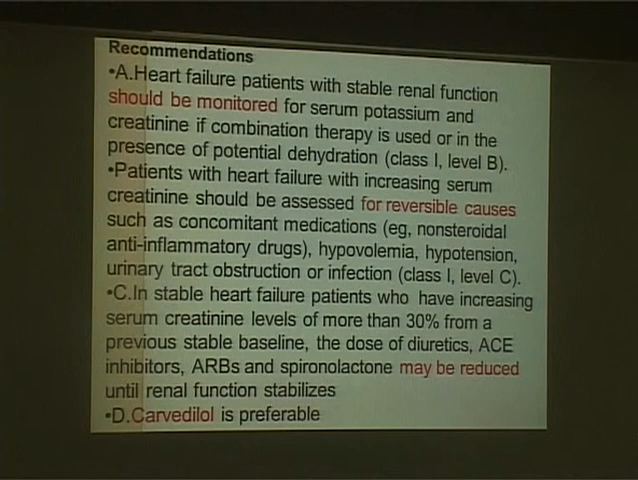 Recommendations
•A.Heart failure patients with stable renal function
should be monitored for serum potassium and
creatinine if combination therapy is used or in the
presence of potential dehydration (class I, level B).
•Patients with heart failure with increasing serum
creatinine should be assessed for reversible causes
such as concomitant medications (eg, nonsteroidal
anti-inflammatory drugs), hypovolemia, hypotension,
urinary tract obstruction or infection (class I, level C).
•C.In stable heart failure patients who have increasing
serum creatinine levels of more than 30% from a
previous stable baseline, the dose of diuretics, ACE
inhibitors, ARBs and spironolactone may be reduced
until renal function stabilizes
•D.Carvedilol is preferable